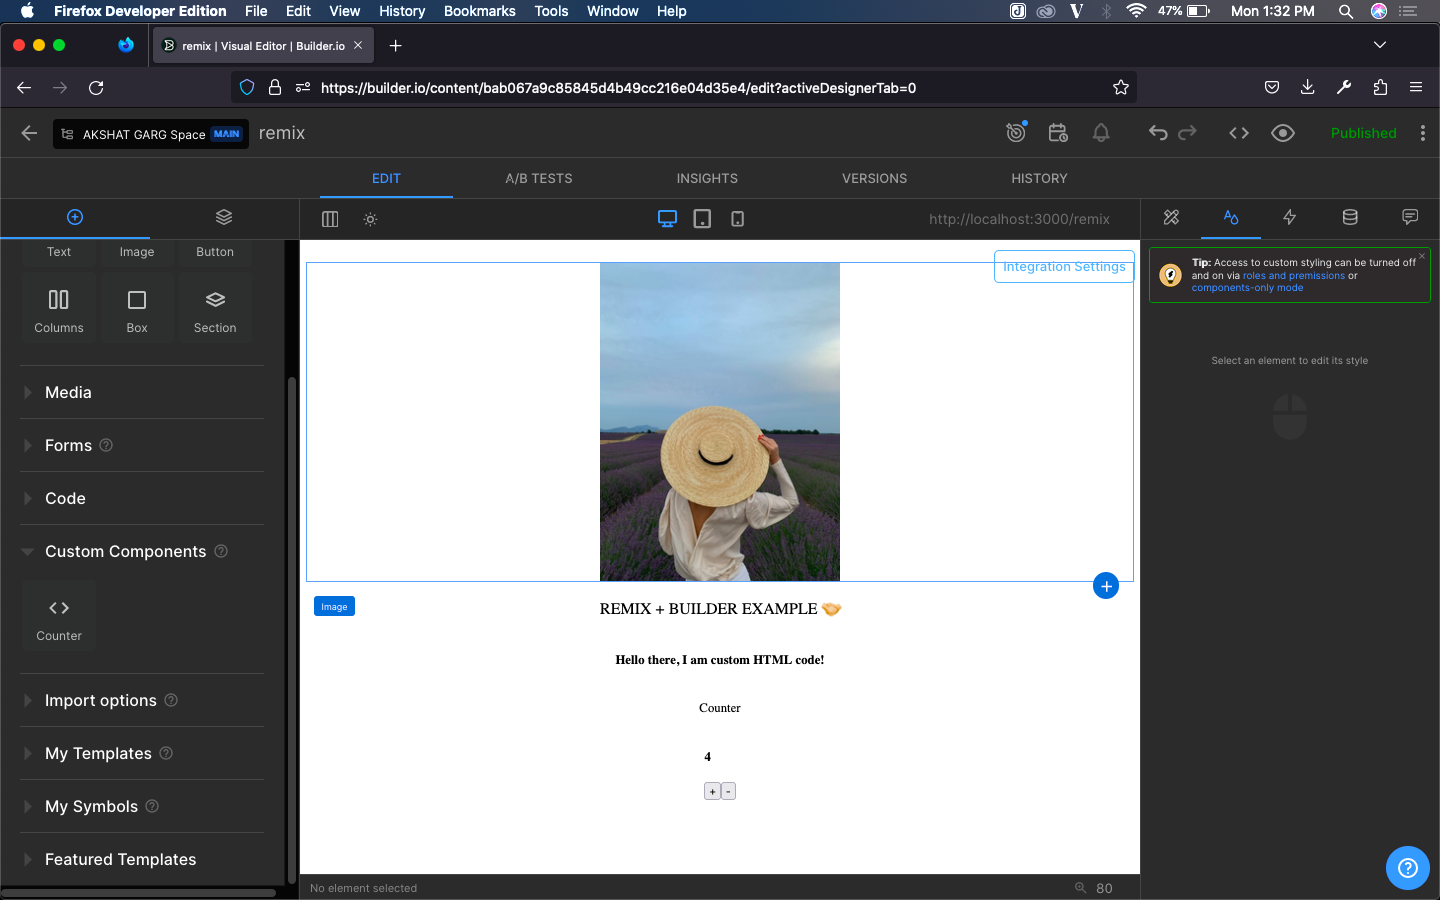 Firefox Developer Edition File Edit View History Bookmarks Tools Window Help 47% Mon 1:32 PM
remix | Visual Editor | Builder.io
https://builder.io/content/bab067a9c85845d4b49cc216e04d35e4/edit?activeDesignerTab=0
AKSHAT GARG Space MAIN remix Published
EDIT A/B TESTS INSIGHTS VERSIONS HISTORY
http://localhost:3000/remix
Text Image Button
Columns Box Section
Media
Forms
Code
Custom Components
Counter
Import options
My Templates
My Symbols
Featured Templates
Integration Settings
Image
REMIX + BUILDER EXAMPLE 🤝
Hello there, I am custom HTML code!
Counter
4
+ -
No element selected 80
Tip: Access to custom styling can be turned off
and on via roles and premissions or
components-only mode
Select an element to edit its style